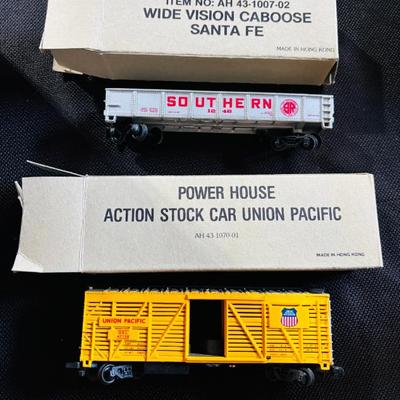 ITEM NO: AH 43-1007-02
WIDE VISION CABOOSE
SANTA FE
MADE IN HONG KONG
SOUTHERN
1248
POWER HOUSE
ACTION STOCK CAR UNION PACIFIC
AH 43-1070-01
MADE IN HONG KONG
UNION PACIFIC